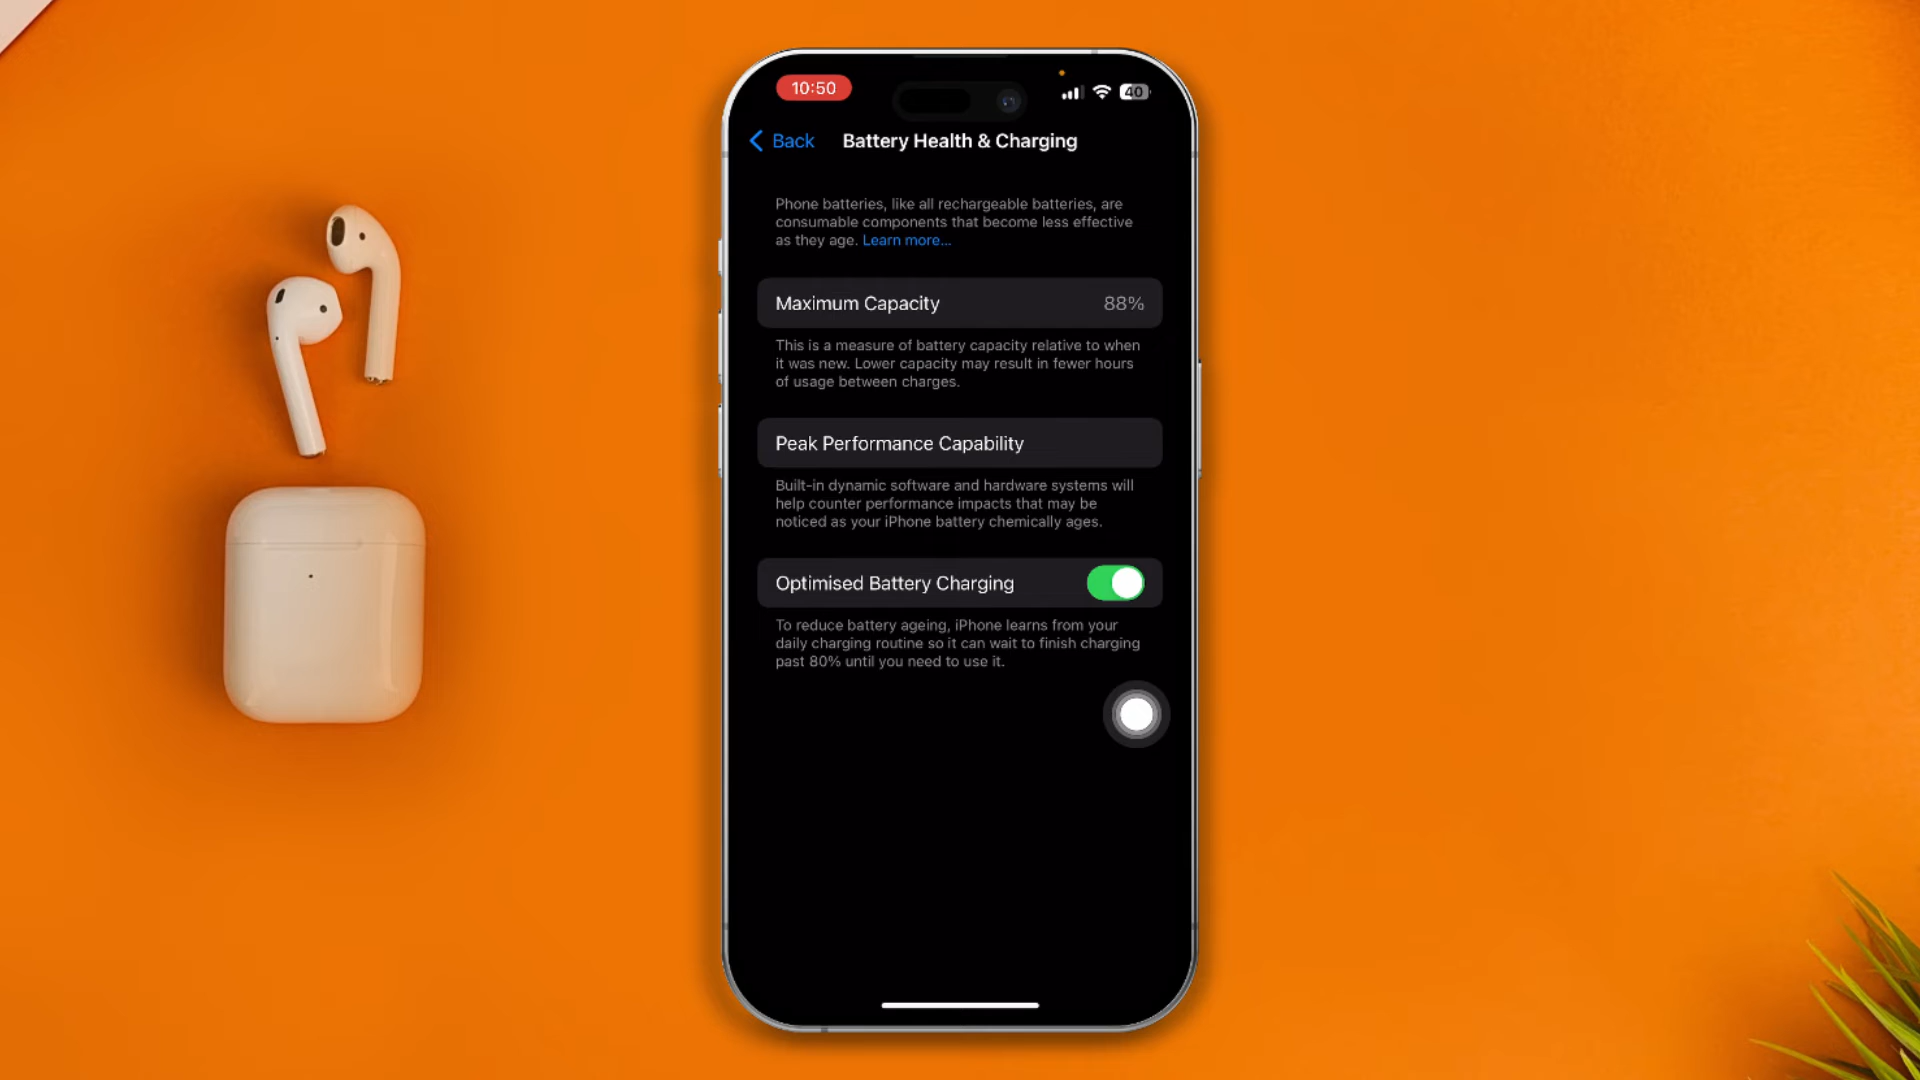 10:50
40
Back
Battery Health & Charging
Phone batteries, like all rechargeable batteries, are
consumable components that become less effective
as they age. Learn more...
Maximum Capacity 88%
This is a measure of battery capacity relative to when
it was new. Lower capacity may result in fewer hours
of usage between charges.
Peak Performance Capability
Built-in dynamic software and hardware systems will
help counter performance impacts that may be
noticed as your iPhone battery chemically ages.
Optimised Battery Charging
To reduce battery ageing, iPhone learns from your
daily charging routine so it can wait to finish charging
past 80% until you need to use it.